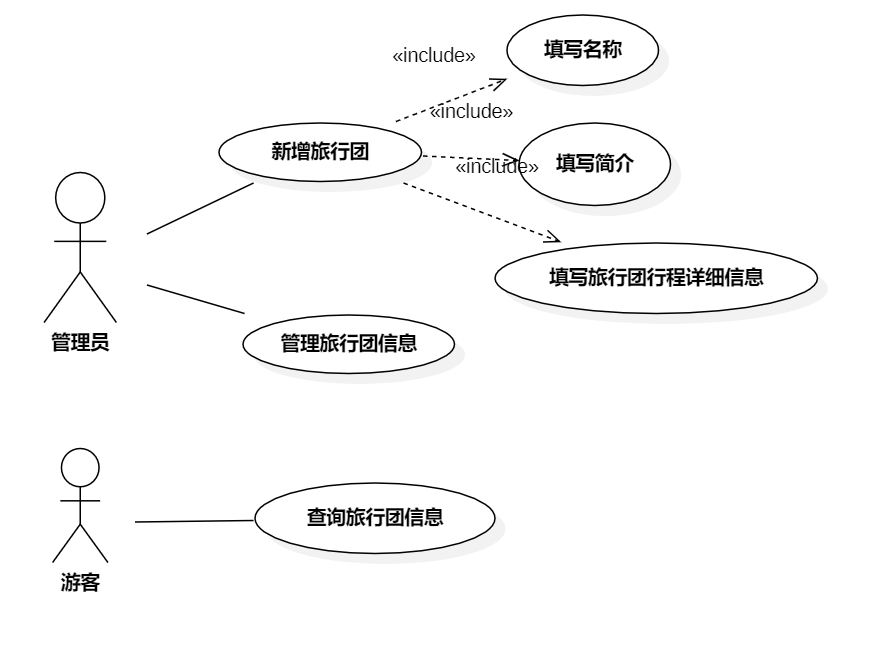 «include»
填写名称
«include»
新增旅行团
«include»
填写简介
填写旅行团行程详细信息
管理员
管理旅行团信息
查询旅行团信息
游客